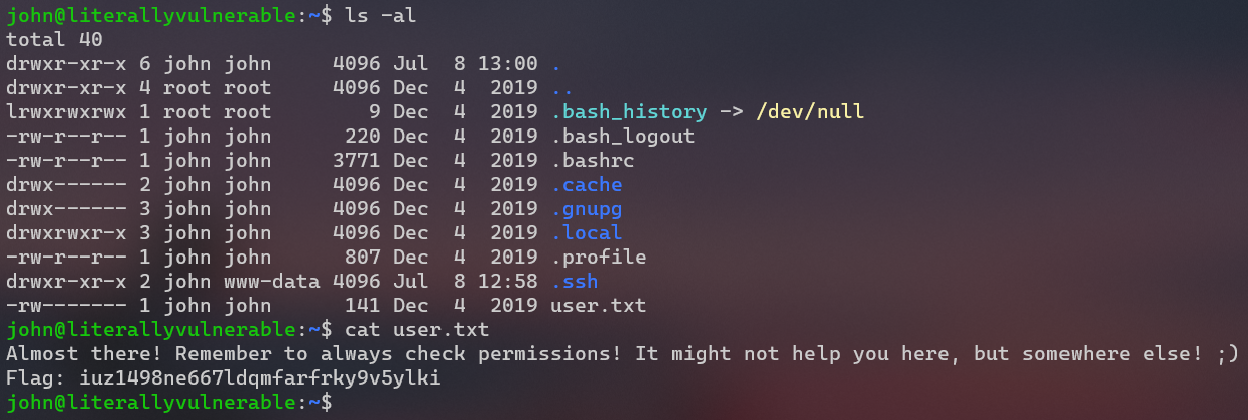 john@literallyvulnerable:~$ ls -al
total 40
drwxr-xr-x 6 john john     4096 Jul  8 13:00 .
drwxr-xr-x 4 root root     4096 Dec  4  2019 ..
lrwxrwxrwx 1 root root        9 Dec  4  2019 .bash_history -> /dev/null
-rw-r--r-- 1 john john      220 Dec  4  2019 .bash_logout
-rw-r--r-- 1 john john     3771 Dec  4  2019 .bashrc
drwx------ 2 john john     4096 Dec  4  2019 .cache
drwx------ 3 john john     4096 Dec  4  2019 .gnupg
drwxrwxr-x 3 john john     4096 Dec  4  2019 .local
-rw-r--r-- 1 john john      807 Dec  4  2019 .profile
drwxr-xr-x 2 john www-data 4096 Jul  8 12:58 .ssh
-rw------- 1 john john      141 Dec  4  2019 user.txt
john@literallyvulnerable:~$ cat user.txt
Almost there! Remember to always check permissions! It might not help you here, but somewhere else! ;)
Flag: iuz1498ne667ldqmfarfrky9v5ylki
john@literallyvulnerable:~$